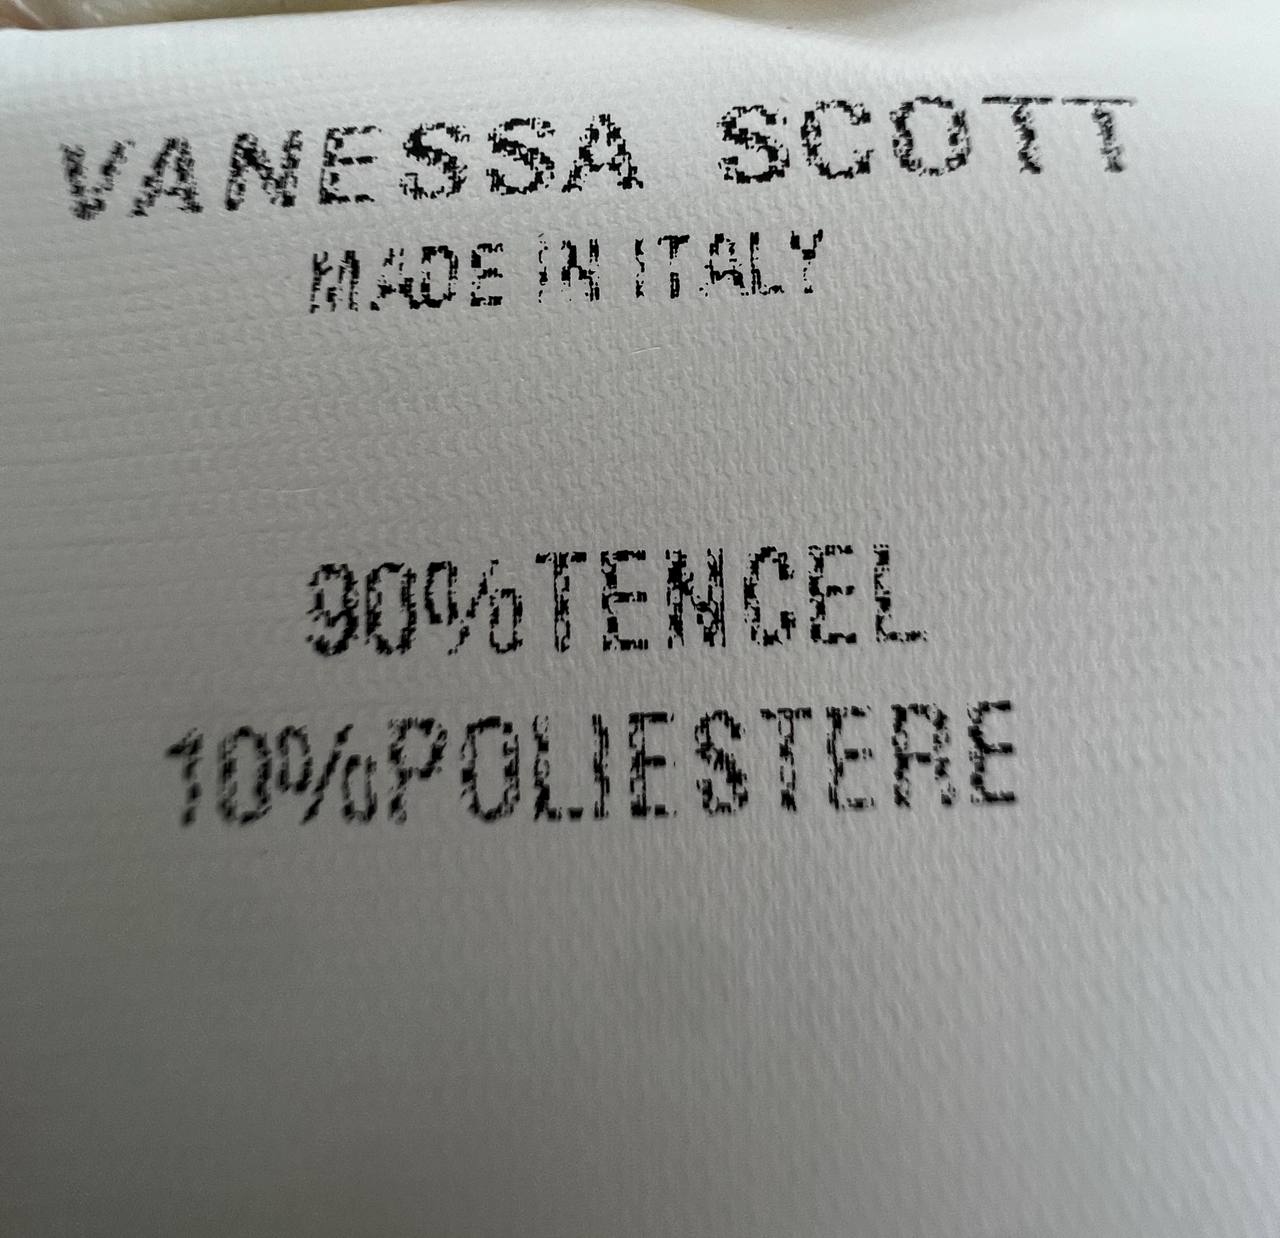 VANESSA SCOTT
MADE IN ITALY
90%TENCEL
10%POLIESTERE